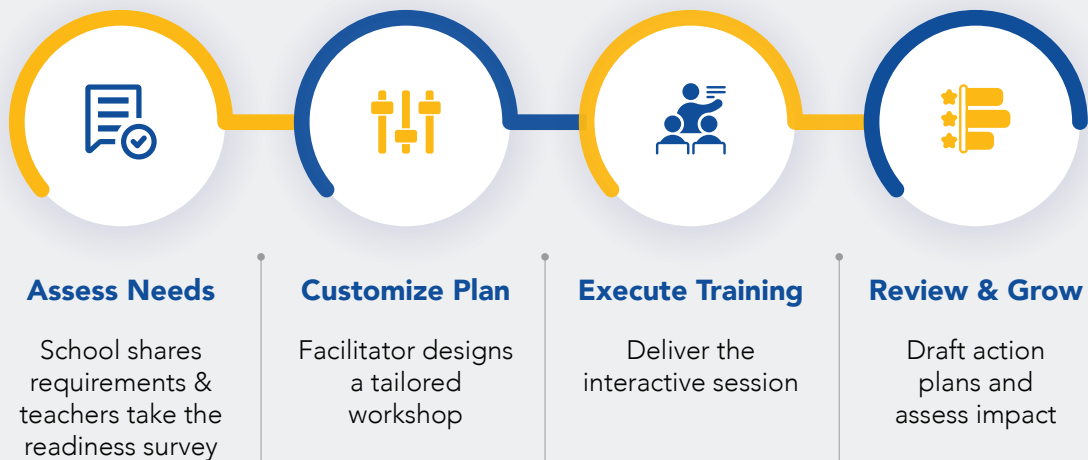 Assess Needs
School shares
requirements &
teachers take the
readiness survey
Customize Plan
Facilitator designs
a tailored
workshop
Execute Training
Deliver the
interactive session
Review & Grow
Draft action
plans and
assess impact